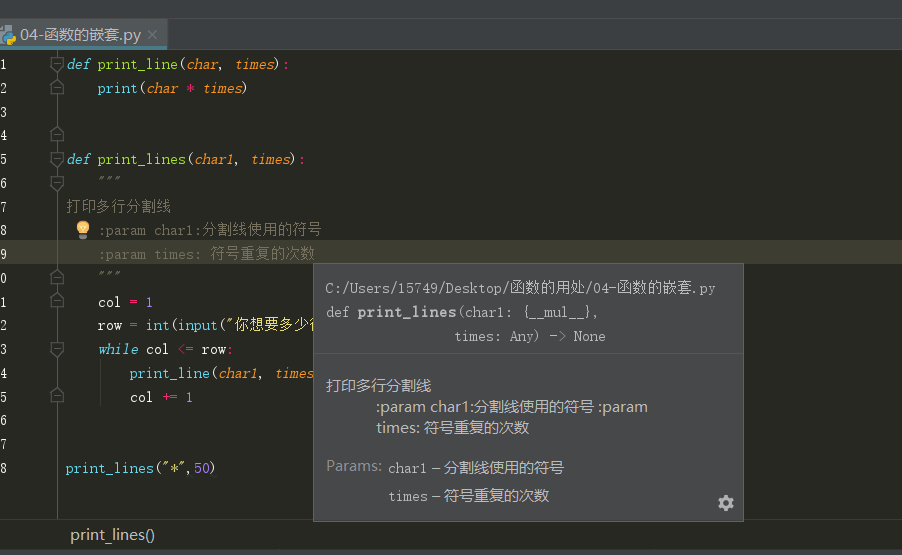 04-函数的嵌套.py
1 def print_line(char, times):
2 print(char * times)
3
4
5 def print_lines(char1, times):
6 """
7 打印多行分割线
8 :param char1:分割线使用的符号
9 :param times: 符号重复的次数
0 """
1 col = 1
2 row = int(input("你想要多少
3 while col <= row:
4 print_line(char1, times
5 col += 1
6
7
8 print_lines("*",50)
C:/Users/15749/Desktop/函数的用处/04-函数的嵌套.py
def print_lines(char1: {__mul__},
times: Any) -> None
打印多行分割线
:param char1:分割线使用的符号 :param
times: 符号重复的次数
Params: char1 – 分割线使用的符号
times – 符号重复的次数
print_lines()